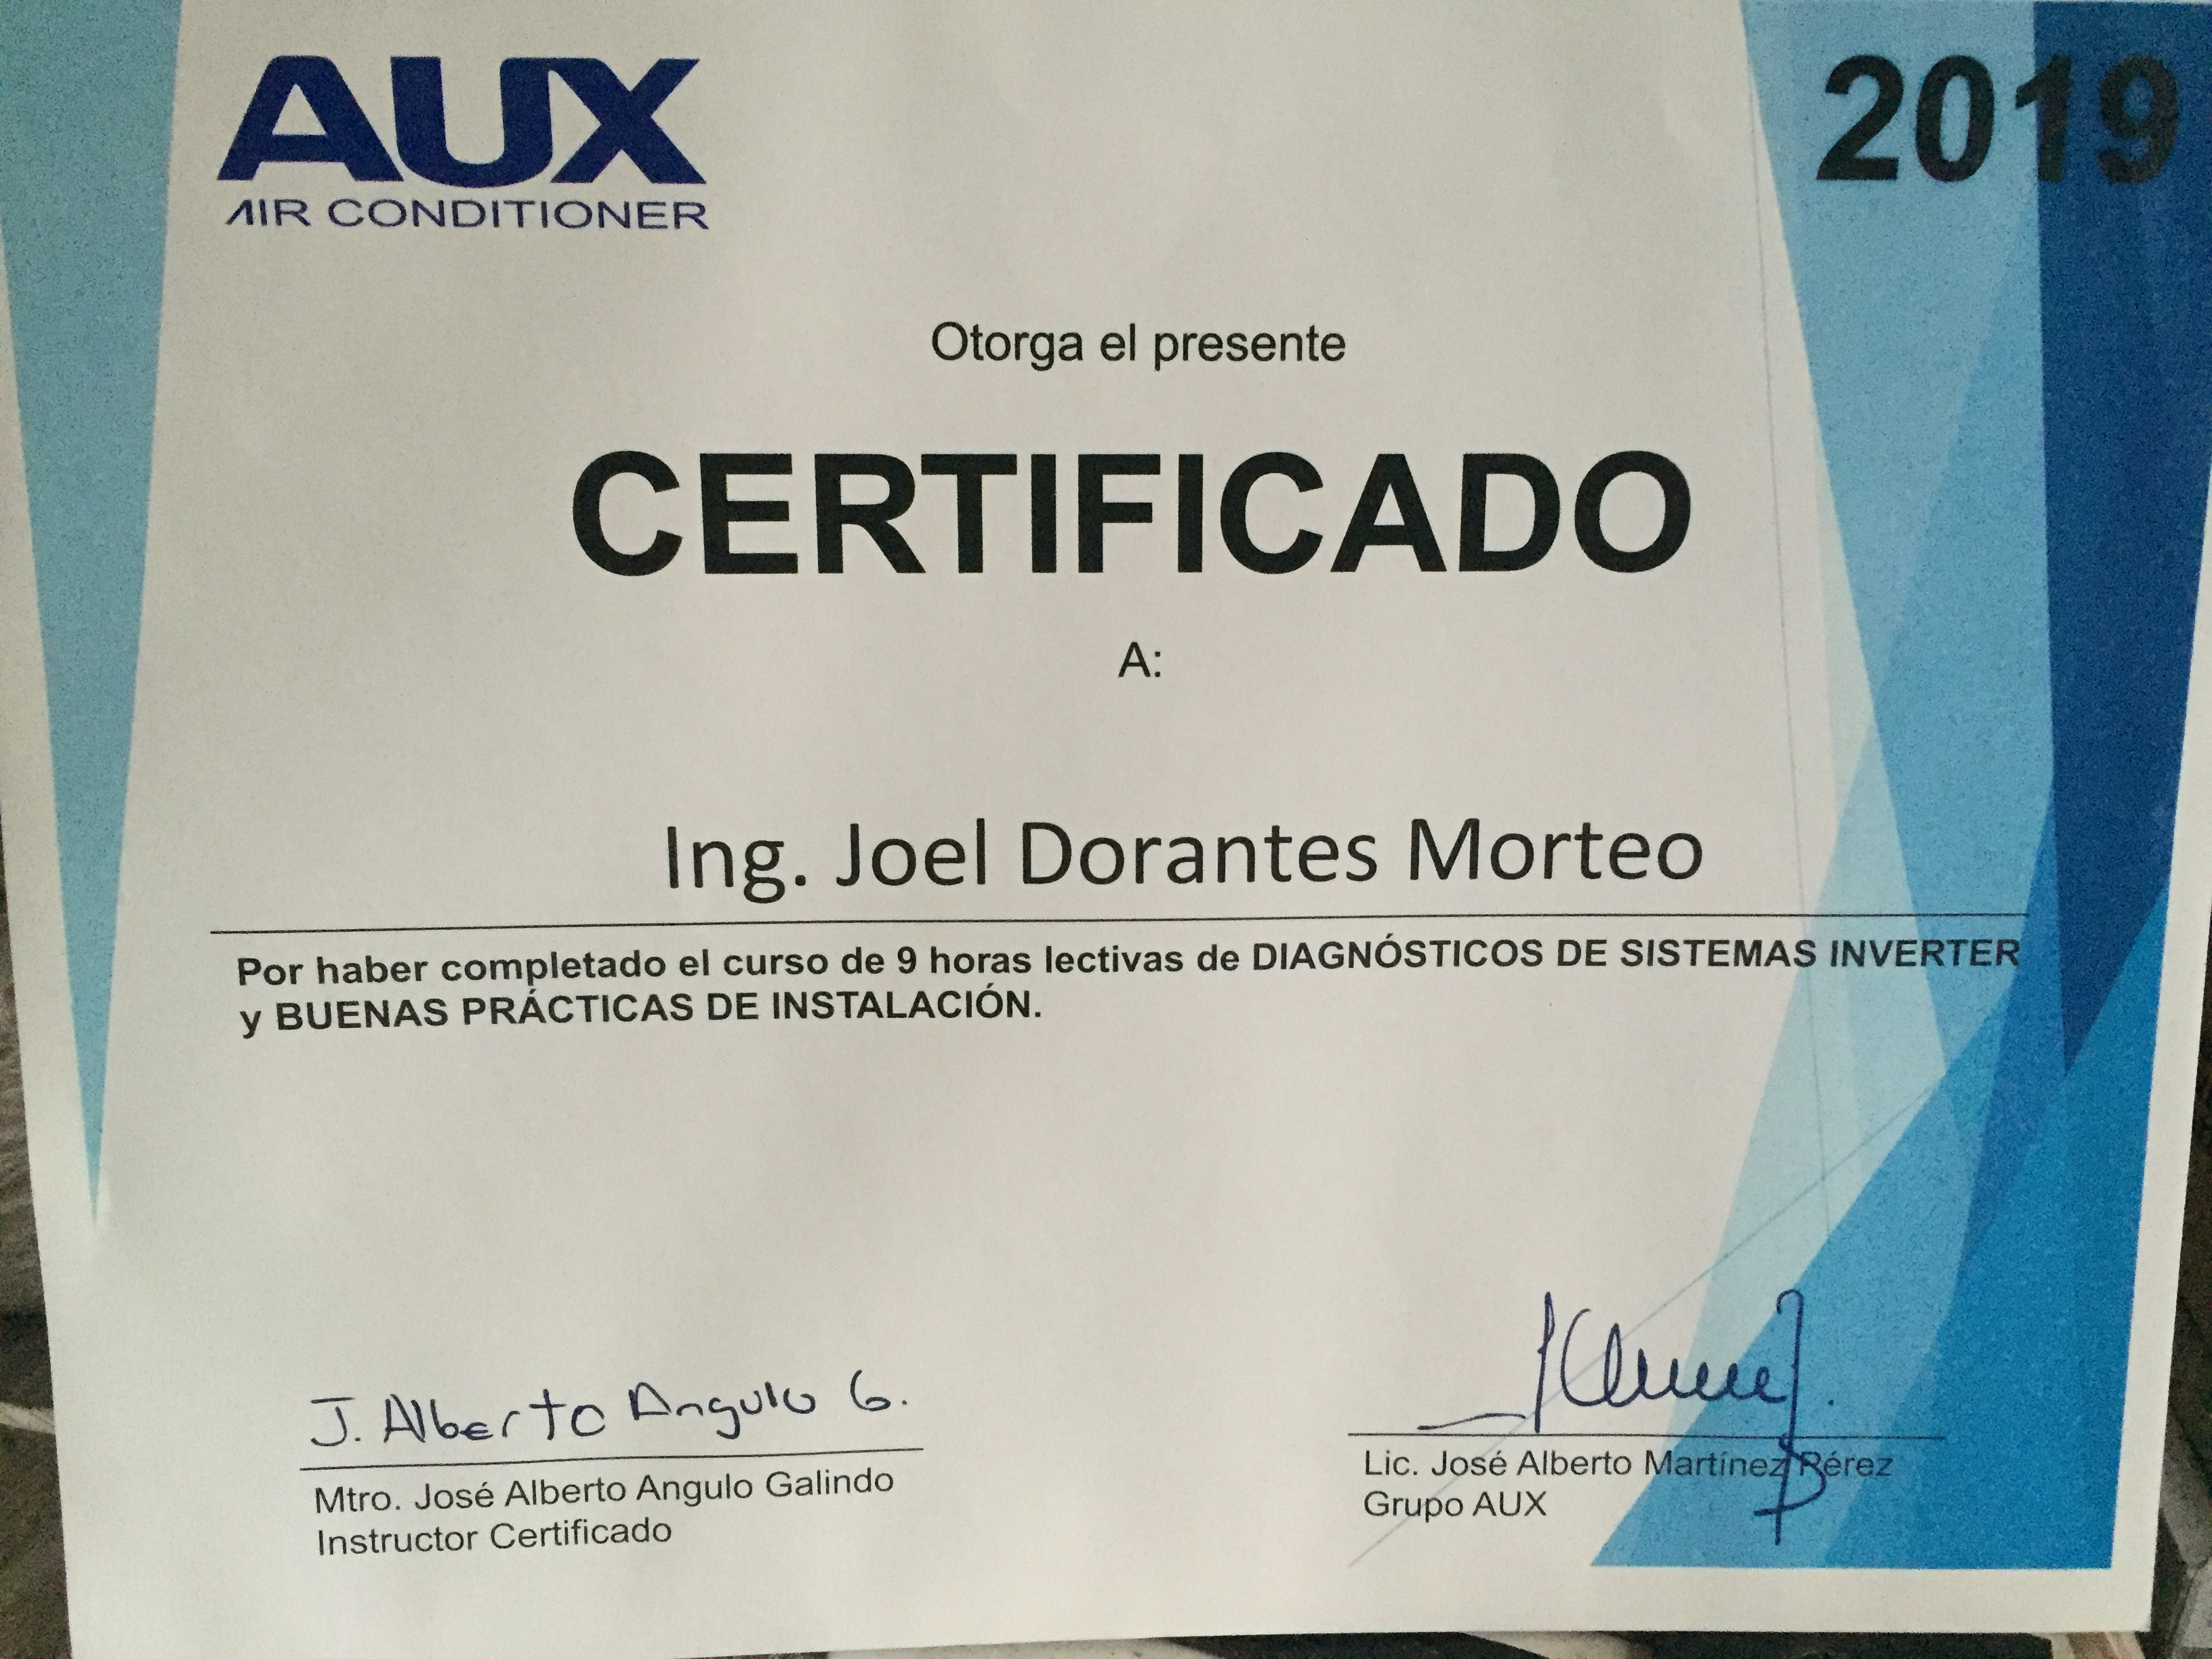 AUX
AIR CONDITIONER
2019
Otorga el presente
CERTIFICADO
A:
Ing. Joel Dorantes Morteo
Por haber completado el curso de 9 horas lectivas de DIAGNÓSTICOS DE SISTEMAS INVERTER
y BUENAS PRÁCTICAS DE INSTALACIÓN.
J. Alberto Angulo G.
Mtro. José Alberto Angulo Galindo
Instructor Certificado
Lic. José Alberto Martínez Pérez
Grupo AUX